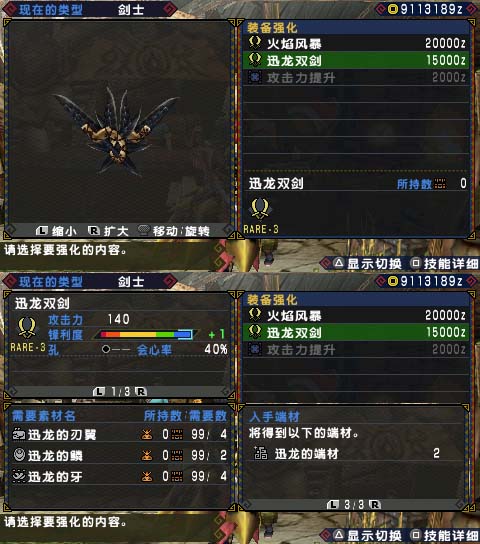 现在的类型 剑士 9113189z
装备强化
火焰风暴 20000z
迅龙双剑 15000z
攻击力提升 2000z
迅龙双剑 所持数 0
RARE-3
L 缩小 R 扩大 移动/旋转
请选择要强化的内容。
△显示切换 □技能详细
现在的类型 剑士 9113189z
迅龙双剑
攻击力 140
锋利度 +1
RARE-3 孔 ●-- 会心率 40%
L 1/3 R
装备强化
火焰风暴 20000z
迅龙双剑 15000z
攻击力提升 2000z
需要素材名 所持数/需要数
迅龙的刃翼 0 99/ 4
迅龙的鳞 0 99/ 2
迅龙的牙 0 99/ 4
入手端材
将得到以下的端材。
迅龙的端材 2
L 3/3 R
请选择要强化的内容。
△显示切换 □技能详细